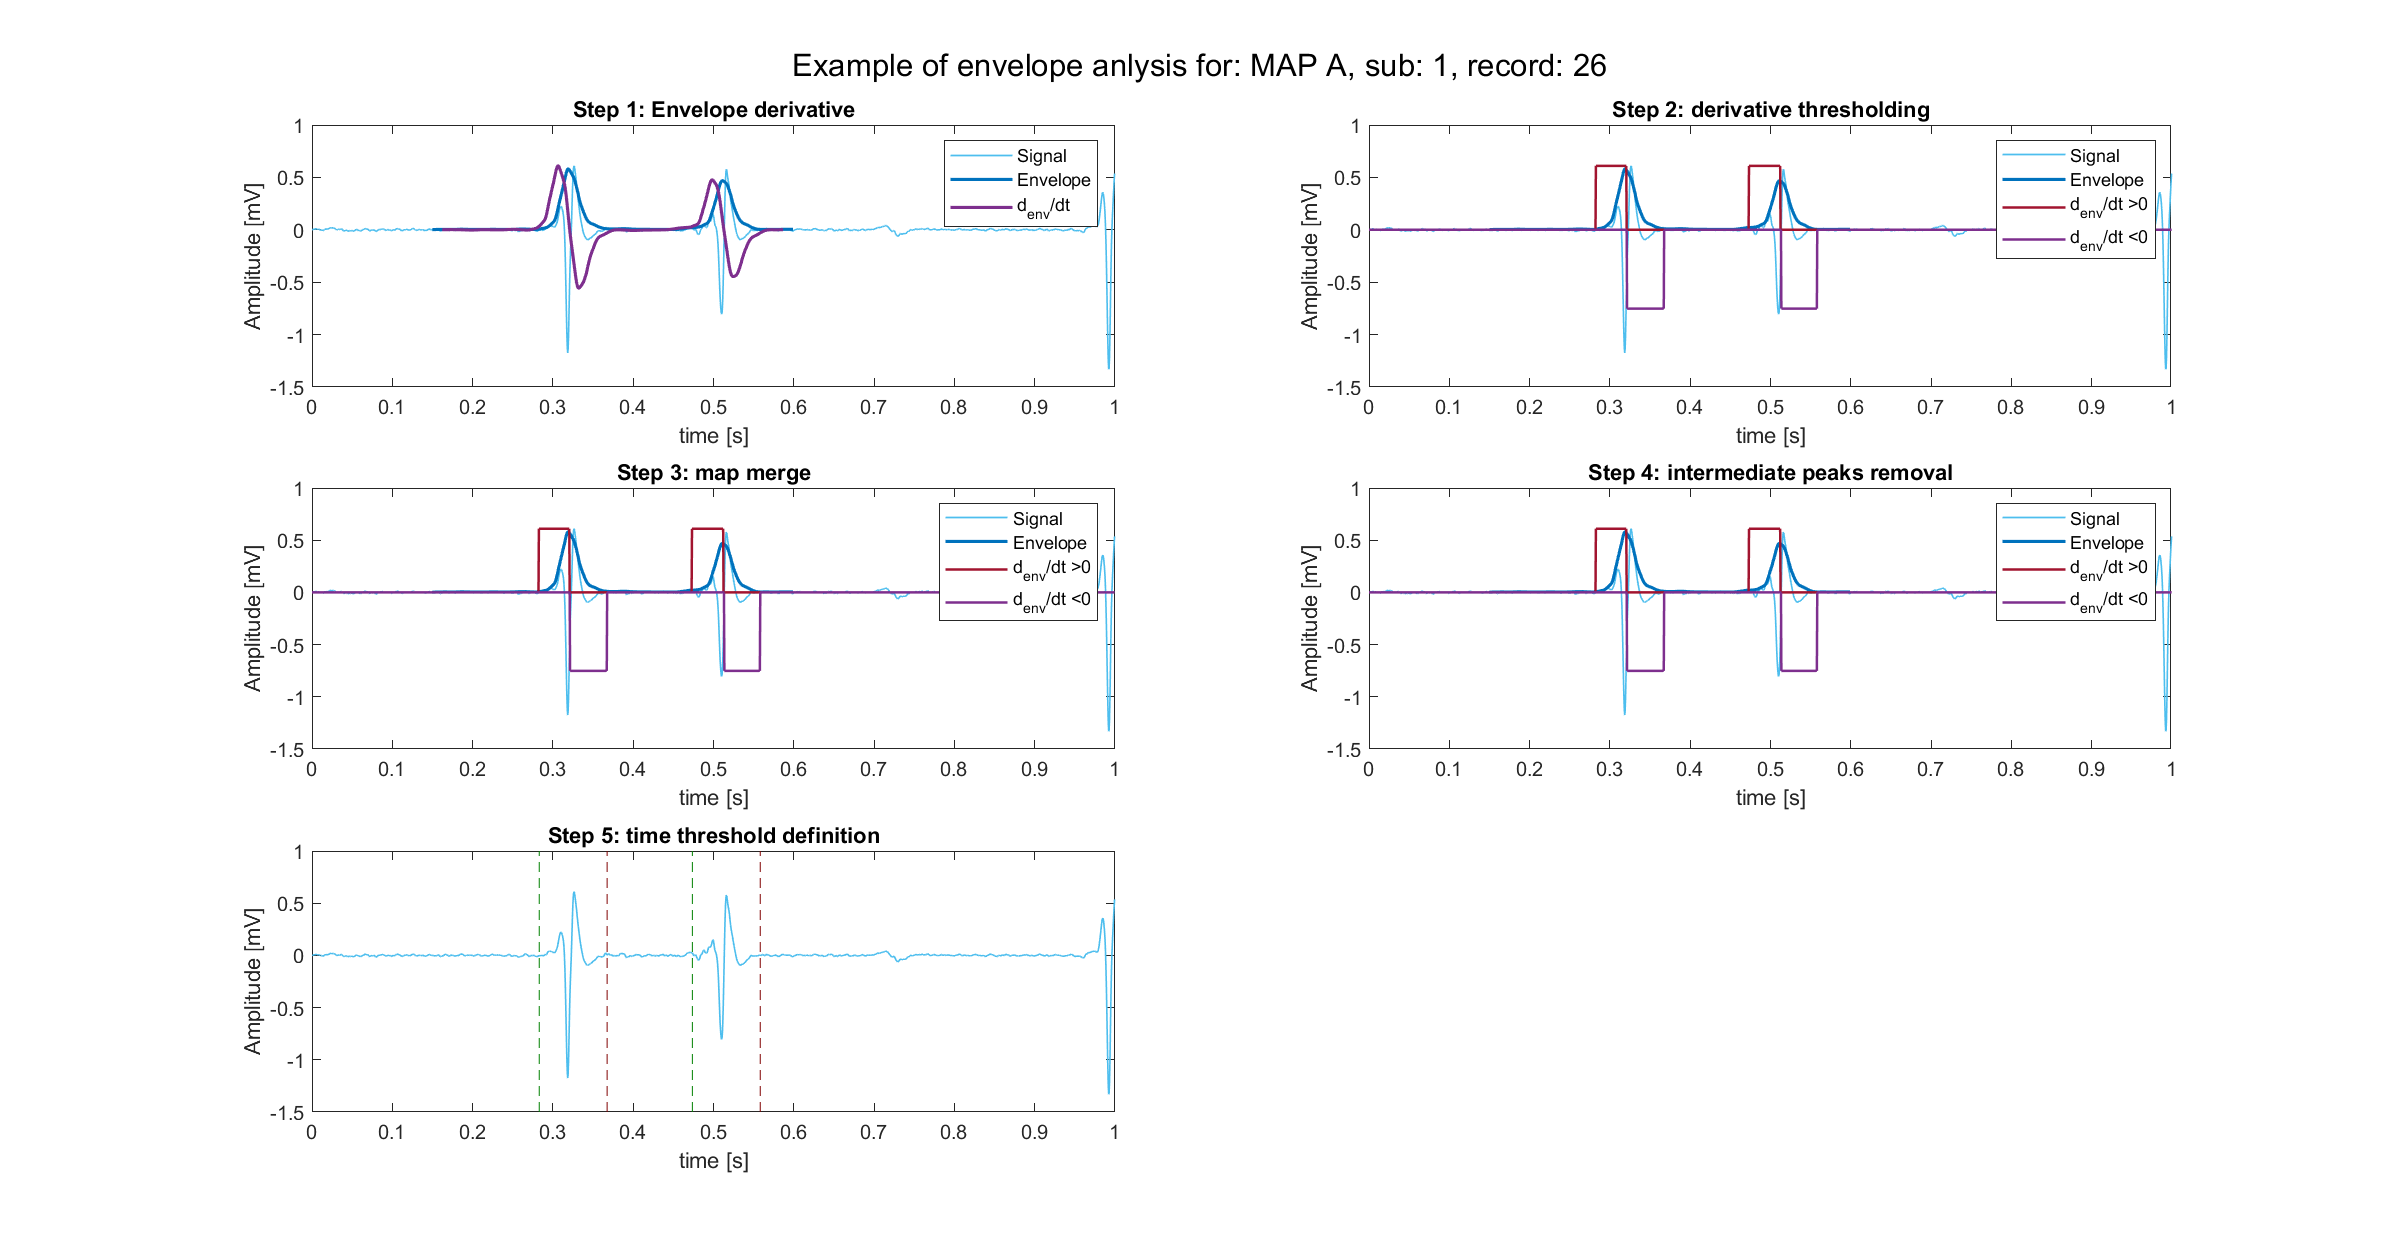 Example of envelope anlysis for: MAP A, sub: 1, record: 26
Step 1: Envelope derivative
1
0.5
0
-0.5
-1
-1.5
Amplitude [mV]
Signal
Envelope
denv/dt
0 0.1 0.2 0.3 0.4 0.5 0.6 0.7 0.8 0.9 1
time [s]
Step 2: derivative thresholding
1
0.5
0
-0.5
-1
-1.5
Amplitude [mV]
Signal
Envelope
denv/dt >0
denv/dt <0
0 0.1 0.2 0.3 0.4 0.5 0.6 0.7 0.8 0.9 1
time [s]
Step 3: map merge
1
0.5
0
-0.5
-1
-1.5
Amplitude [mV]
Signal
Envelope
denv/dt >0
denv/dt <0
0 0.1 0.2 0.3 0.4 0.5 0.6 0.7 0.8 0.9 1
time [s]
Step 4: intermediate peaks removal
1
0.5
0
-0.5
-1
-1.5
Amplitude [mV]
Signal
Envelope
denv/dt >0
denv/dt <0
0 0.1 0.2 0.3 0.4 0.5 0.6 0.7 0.8 0.9 1
time [s]
Step 5: time threshold definition
1
0.5
0
-0.5
-1
-1.5
Amplitude [mV]
0 0.1 0.2 0.3 0.4 0.5 0.6 0.7 0.8 0.9 1
time [s]